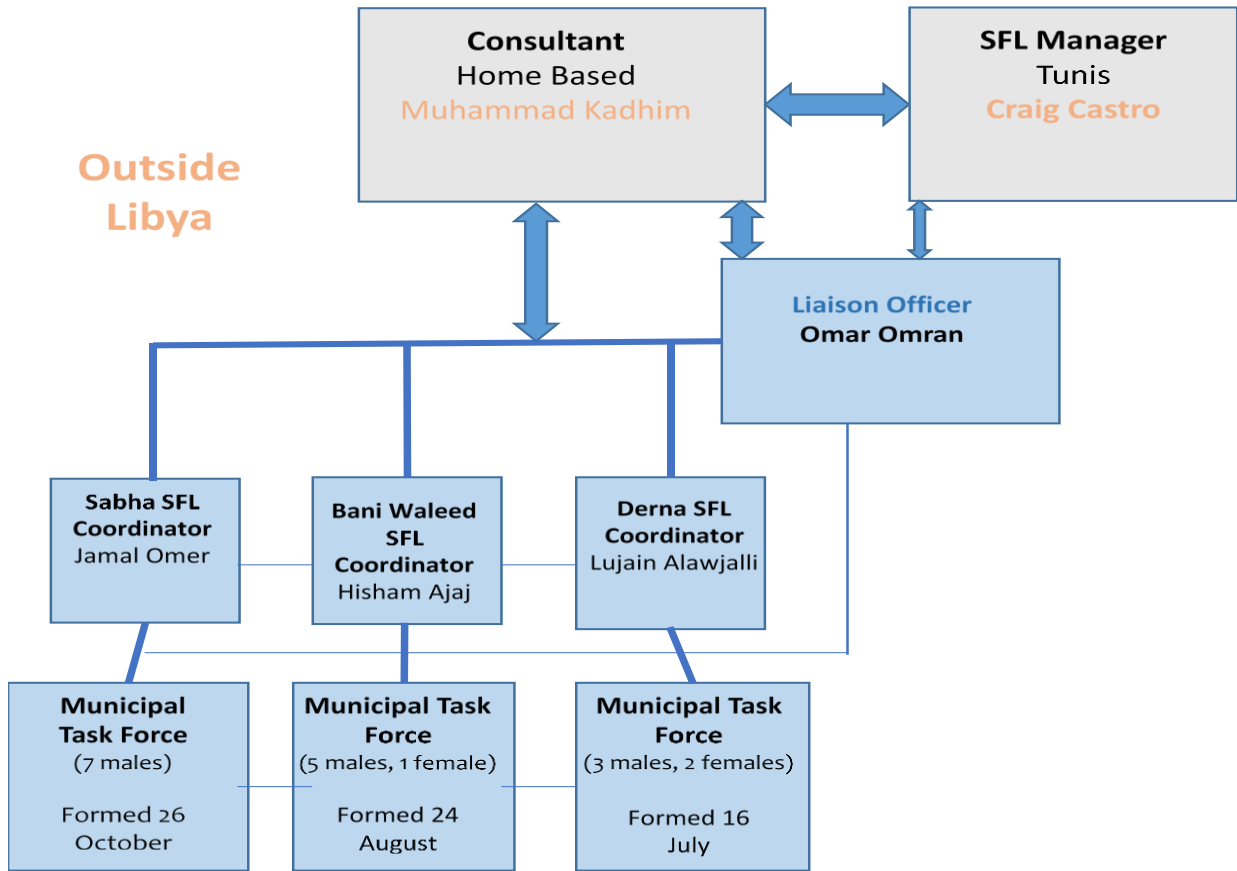 Consultant
Home Based
Muhammad Kadhim
SFL Manager
Tunis
Craig Castro
Outside
Libya
Liaison Officer
Omar Omran
Sabha SFL
Coordinator
Jamal Omer
Bani Waleed
SFL
Coordinator
Hisham Ajaj
Derna SFL
Coordinator
Lujain Alawjalli
Municipal
Task Force
(7 males)
Formed 26
October
Municipal Task
Force
(5 males, 1 female)
Formed 24
August
Municipal Task
Force
(3 males, 2 females)
Formed 16
July